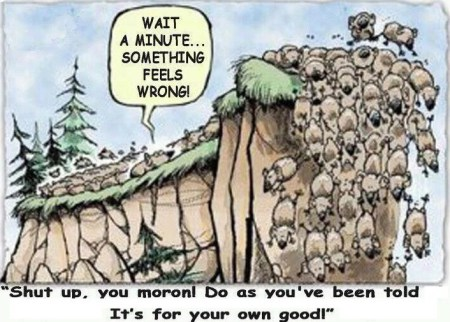 WAIT
A MINUTE...
SOMETHING
FEELS
WRONG!
"Shut up, you moron! Do as you've been told
It's for your own good!"